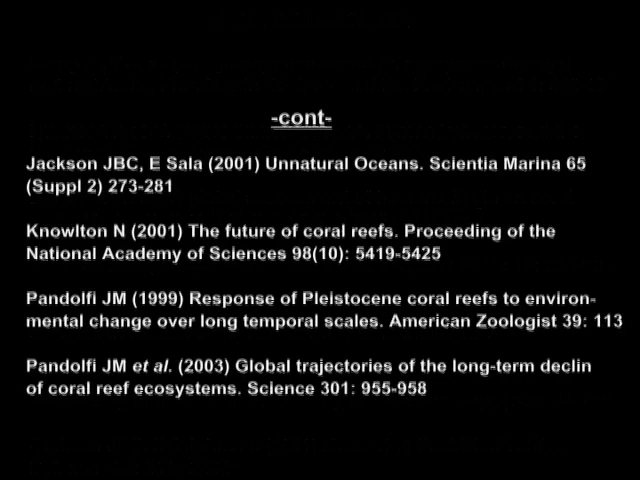 -cont-
Jackson JBC, E Sala (2001) Unnatural Oceans. Scientia Marina 65
(Suppl 2) 273-281
Knowlton N (2001) The future of coral reefs. Proceeding of the
National Academy of Sciences 98(10): 5419-5425
Pandolfi JM (1999) Response of Pleistocene coral reefs to environ-
mental change over long temporal scales. American Zoologist 39: 113
Pandolfi JM et al. (2003) Global trajectories of the long-term declin
of coral reef ecosystems. Science 301: 955-958